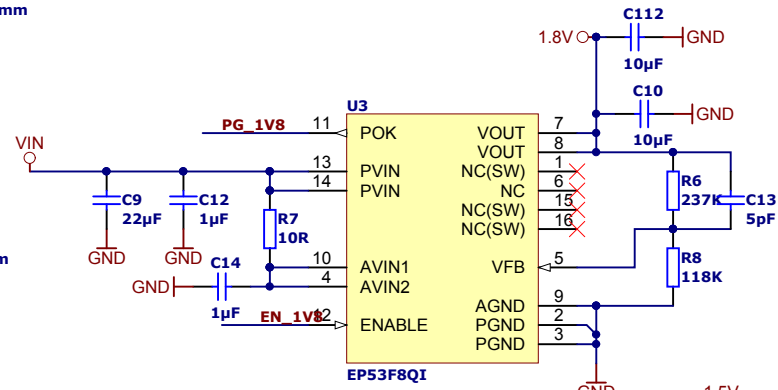 mm
C112
1.8V
GND
10µF
C10
GND
10µF
U3
PG_1V8
11
POK
VOUT
7
VOUT
8
VIN
13
PVIN
NC(SW)
1
14
PVIN
NC
6
NC(SW)
15
NC(SW)
16
C9
22µF
C12
1µF
R7
10R
R6
237K
C13
5pF
GND
GND
m
C14
GND
1µF
10
AVIN1
VFB
5
4
AVIN2
R8
118K
EN_1V8
12
ENABLE
AGND
9
PGND
2
PGND
3
EP53F8QI
GND
1.5V